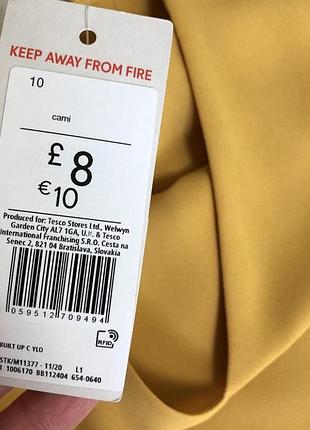 KEEP AWAY FROM FIRE
10
cami
£8
€10
Produced for: Tesco Stores Ltd., Welwyn
Garden City AL7 1GA, U.K. & Tesco
International Franchising S.R.O. Cesta na
Senec 2, 821 04 Bratislava, Slovakia
059512 709494
RFID
BUILT UP C YLO
STK/M11377 - 11/20 L1
1006170 BB112404 654-0640